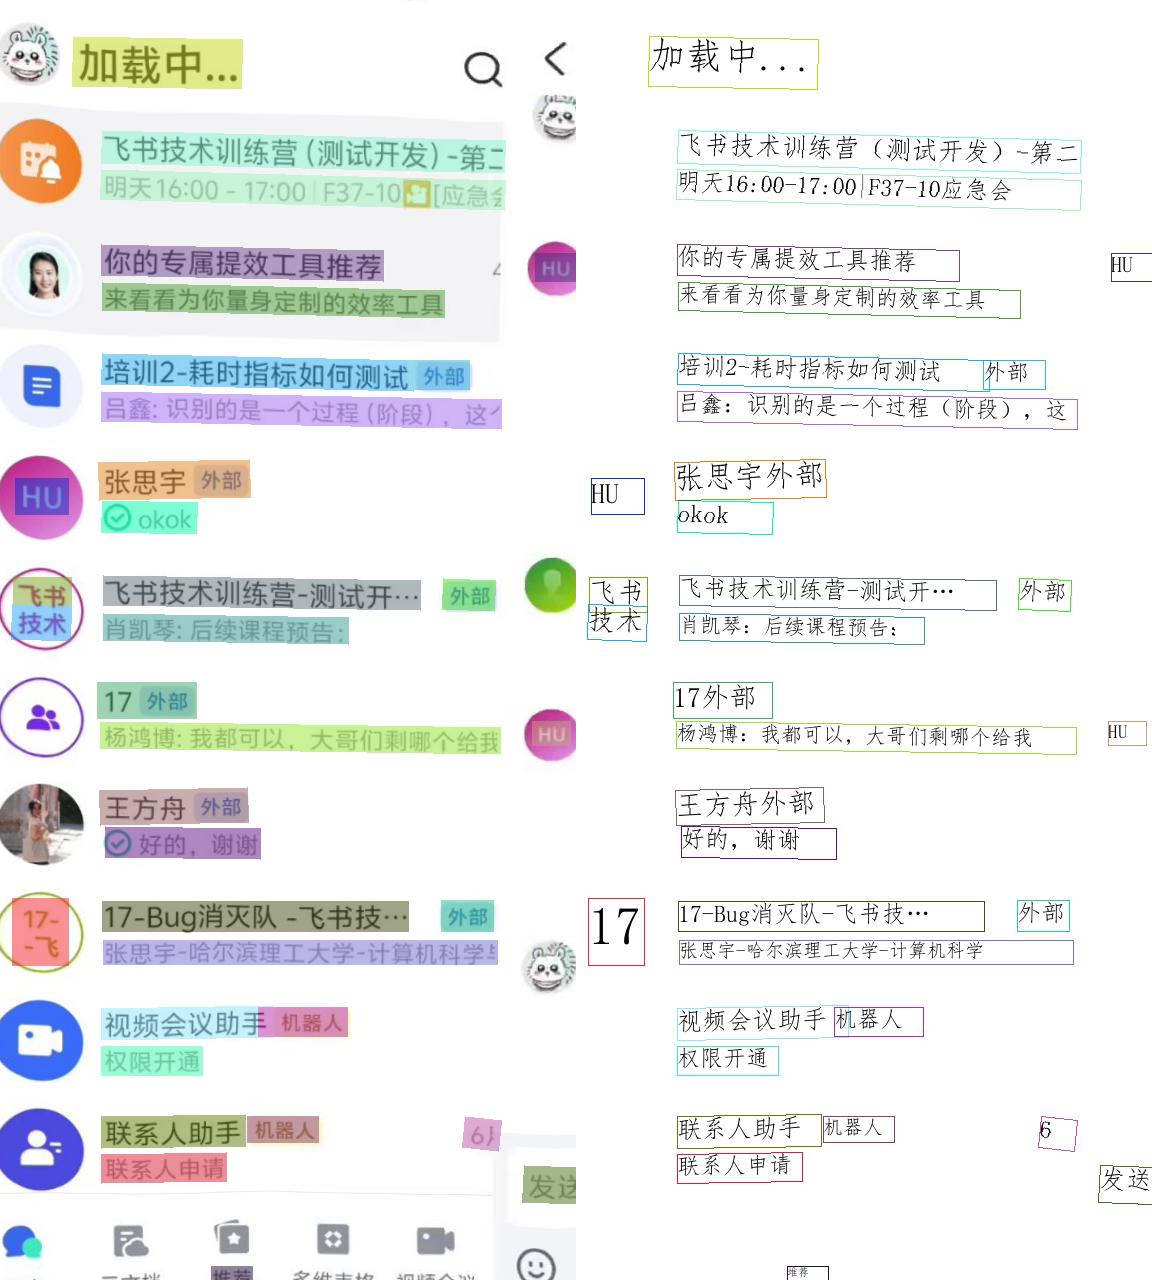 加载中...
加载中...
飞书技术训练营（测试开发）-第二
飞书技术训练营（测试开发）-第二
明天16:00 - 17:00 | F37-10[应急会
明天16:00-17:00|F37-10应急会
你的专属提效工具推荐
HU
你的专属提效工具推荐
HU
来看看为你量身定制的效率工具
来看看为你量身定制的效率工具
培训2-耗时指标如何测试 外部
培训2-耗时指标如何测试 外部
吕鑫: 识别的是一个过程 (阶段) ，这个
吕鑫: 识别的是一个过程（阶段），这
HU
张思宇 外部
HU
张思宇外部
okok
okok
飞书
技术
飞书技术训练营-测试开… 外部
飞书
技术
飞书技术训练营-测试开… 外部
肖凯琴: 后续课程预告:
肖凯琴: 后续课程预告;
17 外部
17外部
杨鸿博: 我都可以，大哥们剩哪个给我
HU
杨鸿博: 我都可以，大哥们剩哪个给我
HU
王方舟 外部
王方舟外部
好的，谢谢
好的，谢谢
17-
-飞
17-Bug消灭队 -飞书技… 外部
17
17-Bug消灭队-飞书技… 外部
张思宇-哈尔滨理工大学-计算机科学
张思宇-哈尔滨理工大学-计算机科学
视频会议助手 机器人
视频会议助手 机器人
权限开通
权限开通
联系人助手 机器人 6月
联系人助手 机器人 6
联系人申请
联系人申请
发送
发送
云文档 推荐 多维表格 视频会议
推荐